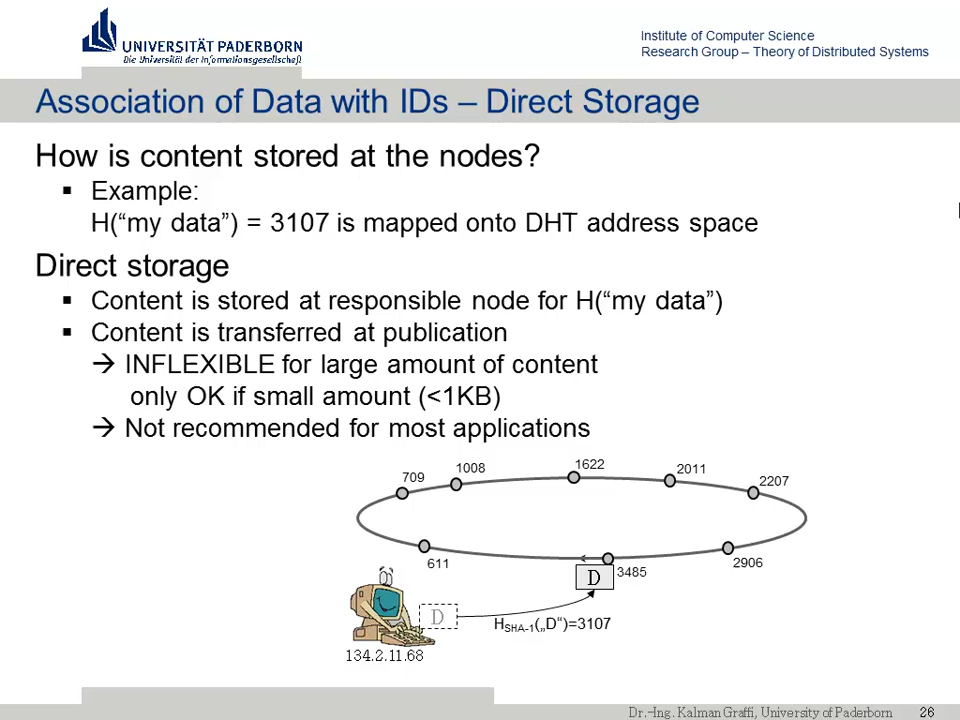 UNIVERSITÄT PADERBORN
Die Universität der Informationsgesellschaft
Institute of Computer Science
Research Group – Theory of Distributed Systems
Association of Data with IDs – Direct Storage
How is content stored at the nodes?
▪ Example:
H(“my data”) = 3107 is mapped onto DHT address space
Direct storage
▪ Content is stored at responsible node for H(“my data”)
▪ Content is transferred at publication
→ INFLEXIBLE for large amount of content
only OK if small amount (<1KB)
→ Not recommended for most applications
709
1008
1622
2011
2207
611
3485
2906
D
D
HSHA-1(„D“)=3107
134.2.11.68
Dr.-Ing. Kalman Graffi, University of Paderborn 26